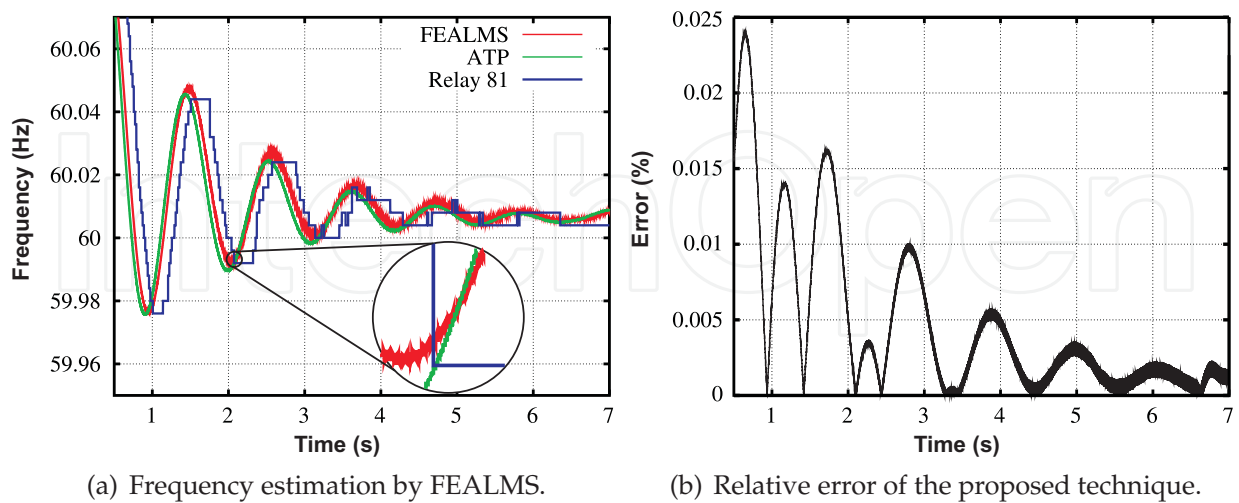 FEALMS
ATP
Relay 81
60.06
60.04
60.02
60
59.98
59.96
Frequency (Hz)
1 2 3 4 5 6 7
Time (s)
(a) Frequency estimation by FEALMS.
0.025
0.02
0.015
0.01
0.005
0
Error (%)
1 2 3 4 5 6 7
Time (s)
(b) Relative error of the proposed technique.
IntechOpen